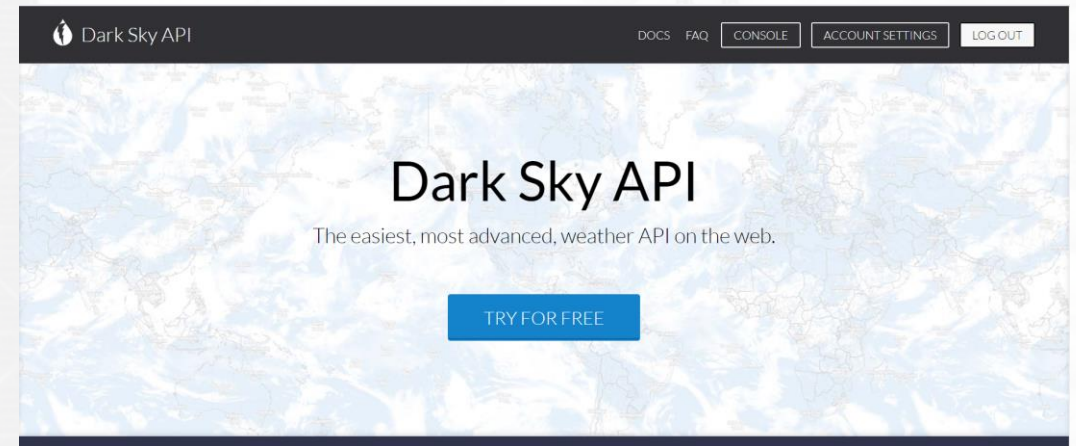 Dark Sky API
DOCS FAQ CONSOLE ACCOUNT SETTINGS LOG OUT
Dark Sky API
The easiest, most advanced, weather API on the web.
TRY FOR FREE